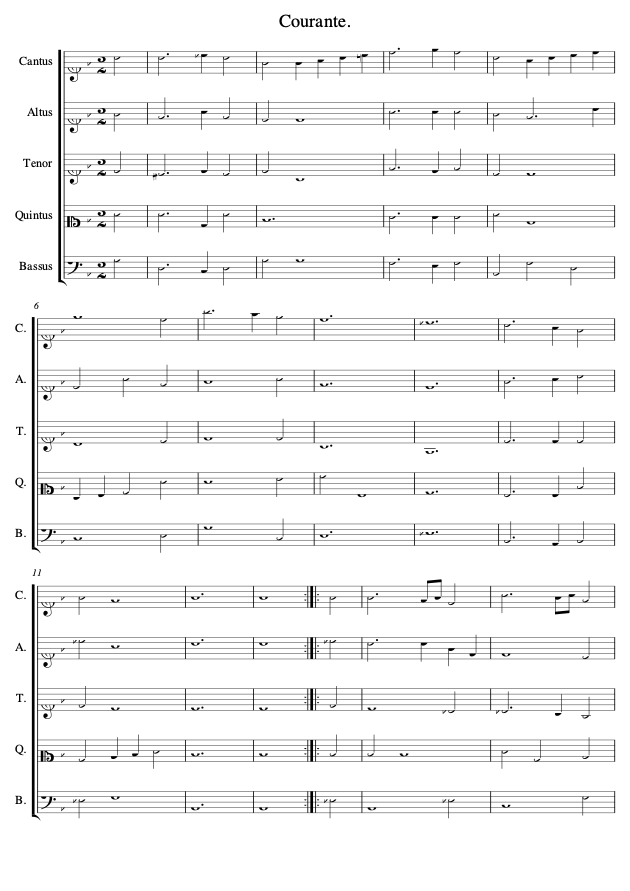 Courante.
Cantus
Altus
Tenor
Quintus
Bassus
6
C.
A.
T.
Q.
B.
11
C.
A.
T.
Q.
B.